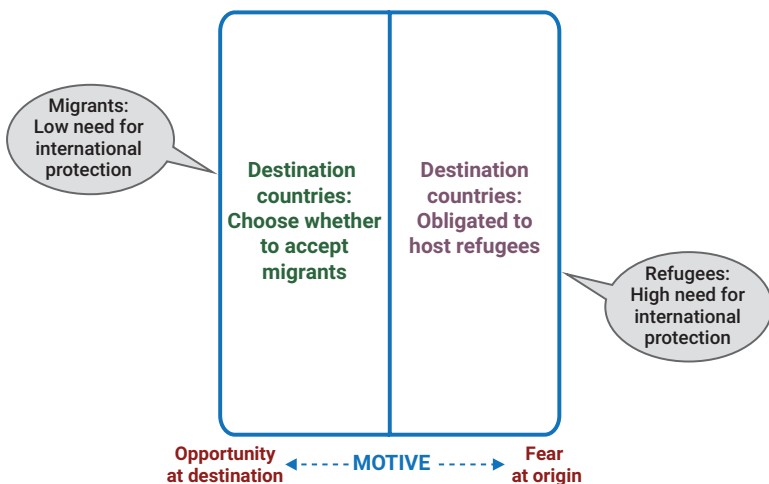 Migrants:
Low need for
international
protection
Destination
countries:
Choose whether
to accept
migrants
Destination
countries:
Obligated to
host refugees
Refugees:
High need for
international
protection
Opportunity
at destination
MOTIVE
Fear
at origin